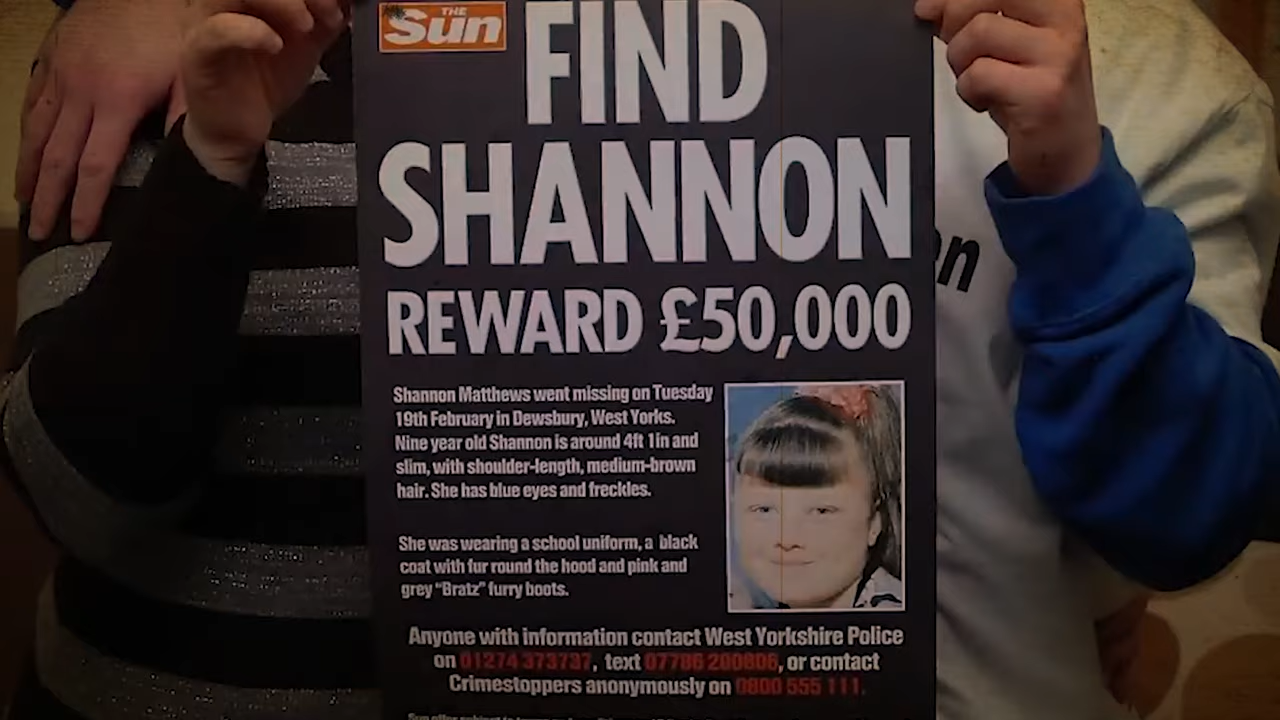 THE
Sun
FIND
SHANNON
REWARD £50,000
Shannon Matthews went missing on Tuesday
19th February in Dewsbury, West Yorks.
Nine year old Shannon is around 4ft 1in and
slim, with shoulder-length, medium-brown
hair. She has blue eyes and freckles.
She was wearing a school uniform, a black
coat with fur round the hood and pink and
grey "Bratz" furry boots.
Anyone with information contact West Yorkshire Police
on 01274 373737, text 07786 200806, or contact
Crimestoppers anonymously on 0800 555 111.
on